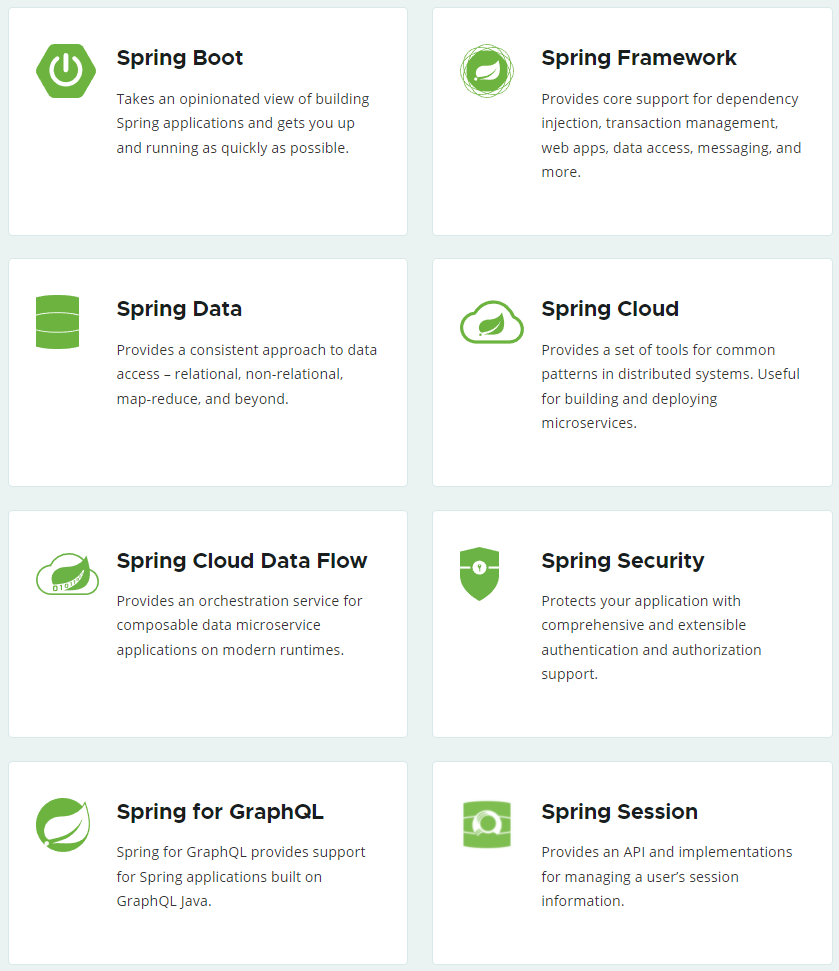 Spring Boot
Takes an opinionated view of building
Spring applications and gets you up
and running as quickly as possible.
Spring Framework
Provides core support for dependency
injection, transaction management,
web apps, data access, messaging, and
more.
Spring Data
Provides a consistent approach to data
access – relational, non-relational,
map-reduce, and beyond.
Spring Cloud
Provides a set of tools for common
patterns in distributed systems. Useful
for building and deploying
microservices.
Spring Cloud Data Flow
Provides an orchestration service for
composable data microservice
applications on modern runtimes.
Spring Security
Protects your application with
comprehensive and extensible
authentication and authorization
support.
Spring for GraphQL
Spring for GraphQL provides support
for Spring applications built on
GraphQL Java.
Spring Session
Provides an API and implementations
for managing a user’s session
information.